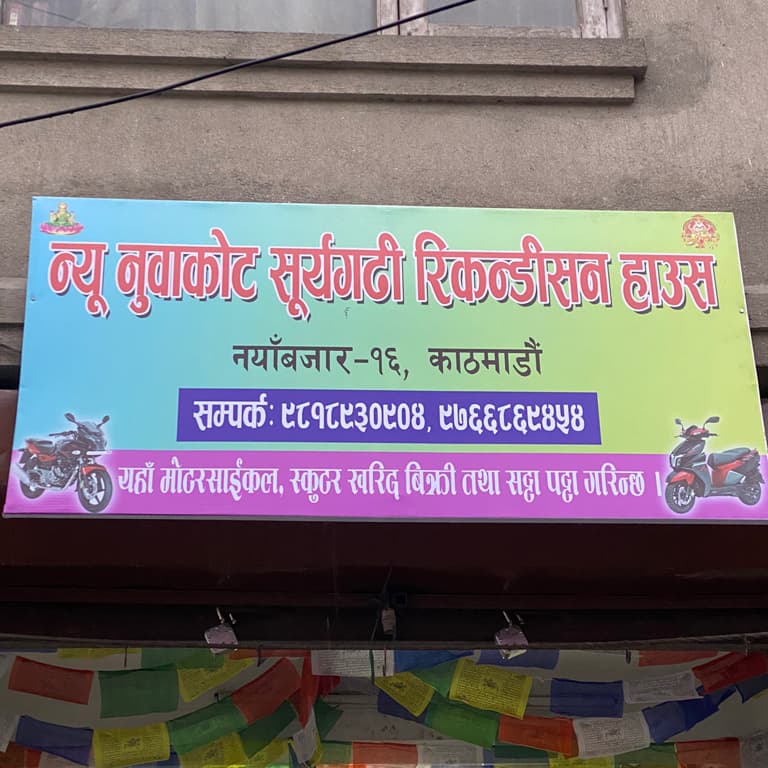 न्यू नुवाकोट सूर्यगढी रिकन्डीसन हाउस
नयाँबजार-१६, काठमाडौं
सम्पर्क: ९८१८९३०९०४, ९७६६८६९४५४
यहाँ मोटरसाईकल, स्कुटर खरिद बिक्री तथा सट्टा पट्टा गरिन्छ ।